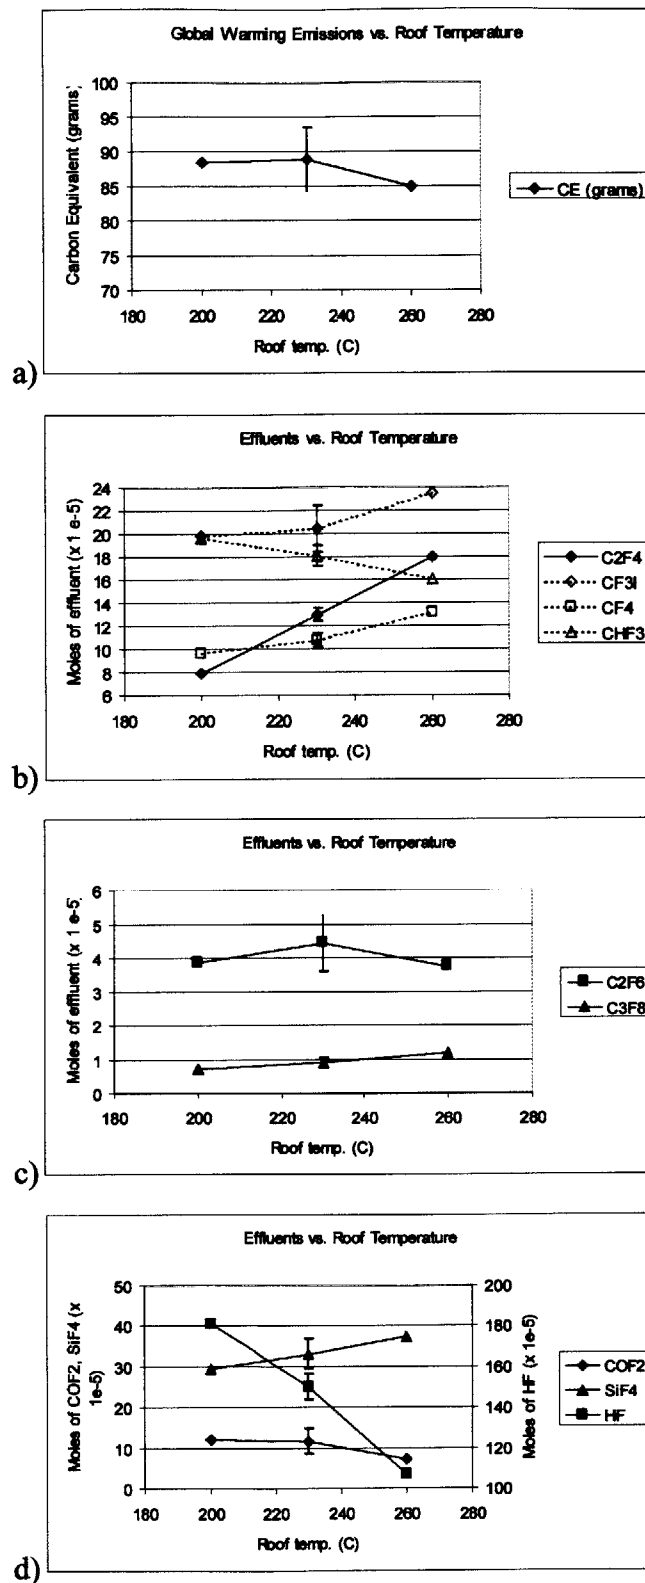 Global Warming Emissions vs. Roof Temperature
Carbon Equivalent (grams)
100
95
90
85
80
75
70
180 200 220 240 260 280
Roof temp. (C)
CE (grams)
a)
Effluents vs. Roof Temperature
Moles of effluent (x 1 e-5)
24
22
20
18
16
14
12
10
8
6
180 200 220 240 260 280
Roof temp. (C)
C2F4
CF3I
CF4
CHF3
b)
Effluents vs. Roof Temperature
Moles of effluent (x 1 e-5)
6
5
4
3
2
1
0
180 200 220 240 260 280
Roof temp. (C)
C2F6
C3F8
c)
Effluents vs. Roof Temperature
Moles of COF2, SiF4 (x
1e-5)
50
40
30
20
10
0
200
180
160
140
120
100
Moles of HF (x 1e-5)
180 200 220 240 260 280
Roof temp. (C)
COF2
SiF4
HF
d)